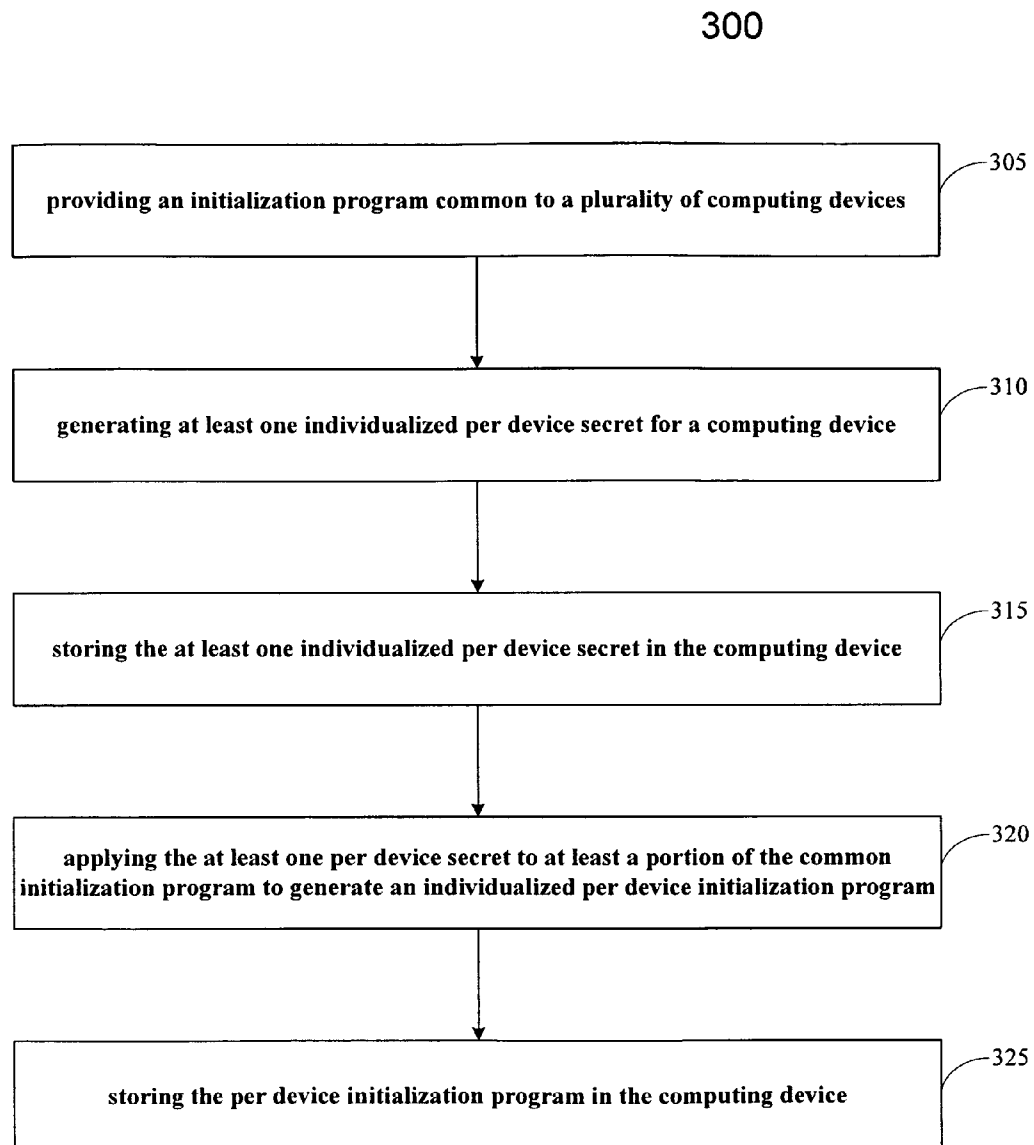 300
305
providing an initialization program common to a plurality of computing devices
310
generating at least one individualized per device secret for a computing device
315
storing the at least one individualized per device secret in the computing device
320
applying the at least one per device secret to at least a portion of the common
initialization program to generate an individualized per device initialization program
325
storing the per device initialization program in the computing device